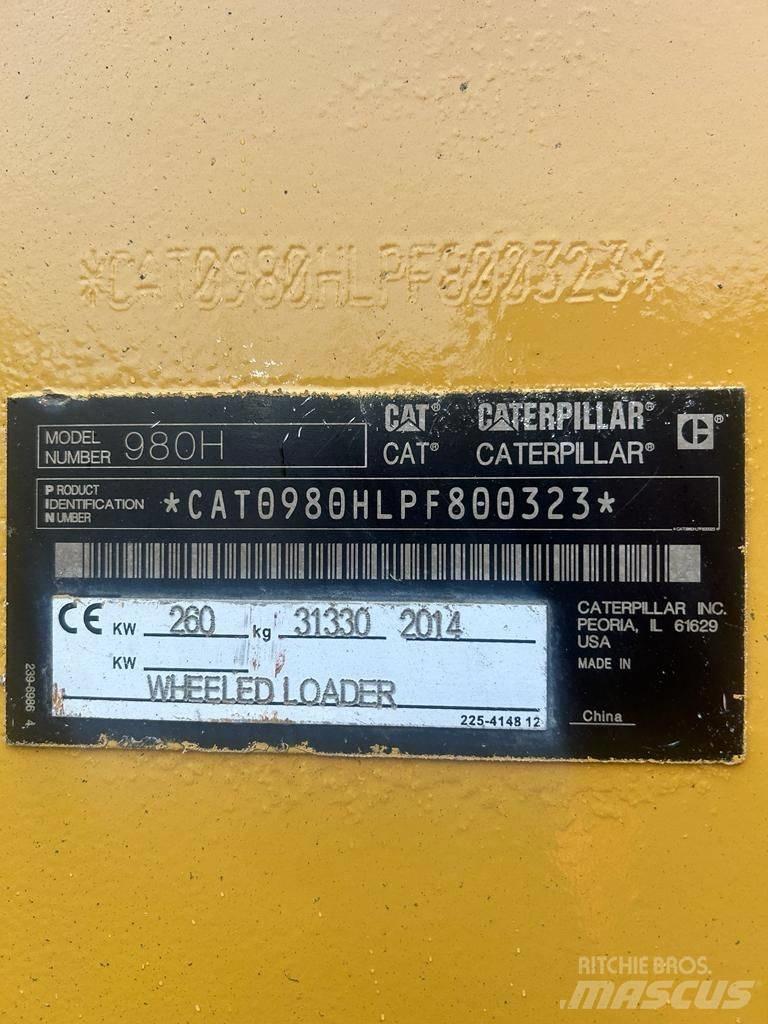 *CAT0980HLPF800323*
MODEL NUMBER 980H
CAT® CATERPILLAR®
CAT® CATERPILLAR®
PRODUCT IDENTIFICATION NUMBER *CAT0980HLPF800323*
*CAT0980HLPF800323*
CE KW 260 kg 31330 2014
KW
WHEELED LOADER
225-4148 12
239-6986 4
CATERPILLAR INC.
PEORIA, IL 61629
USA
MADE IN
China
RITCHIE BROS.
MASCUS